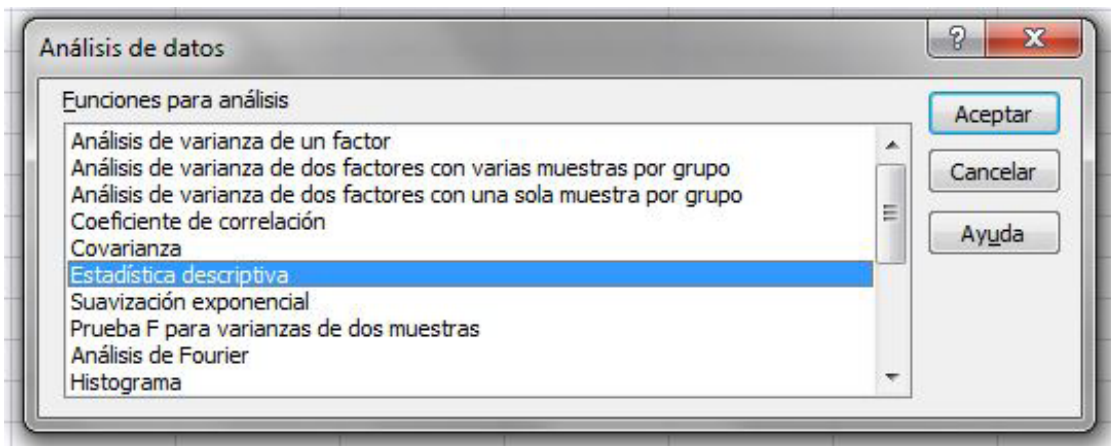 Análisis de datos
Funciones para análisis
Análisis de varianza de un factor
Análisis de varianza de dos factores con varias muestras por grupo
Análisis de varianza de dos factores con una sola muestra por grupo
Coeficiente de correlación
Covarianza
Estadística descriptiva
Suavización exponencial
Prueba F para varianzas de dos muestras
Análisis de Fourier
Histograma
Aceptar
Cancelar
Ayuda